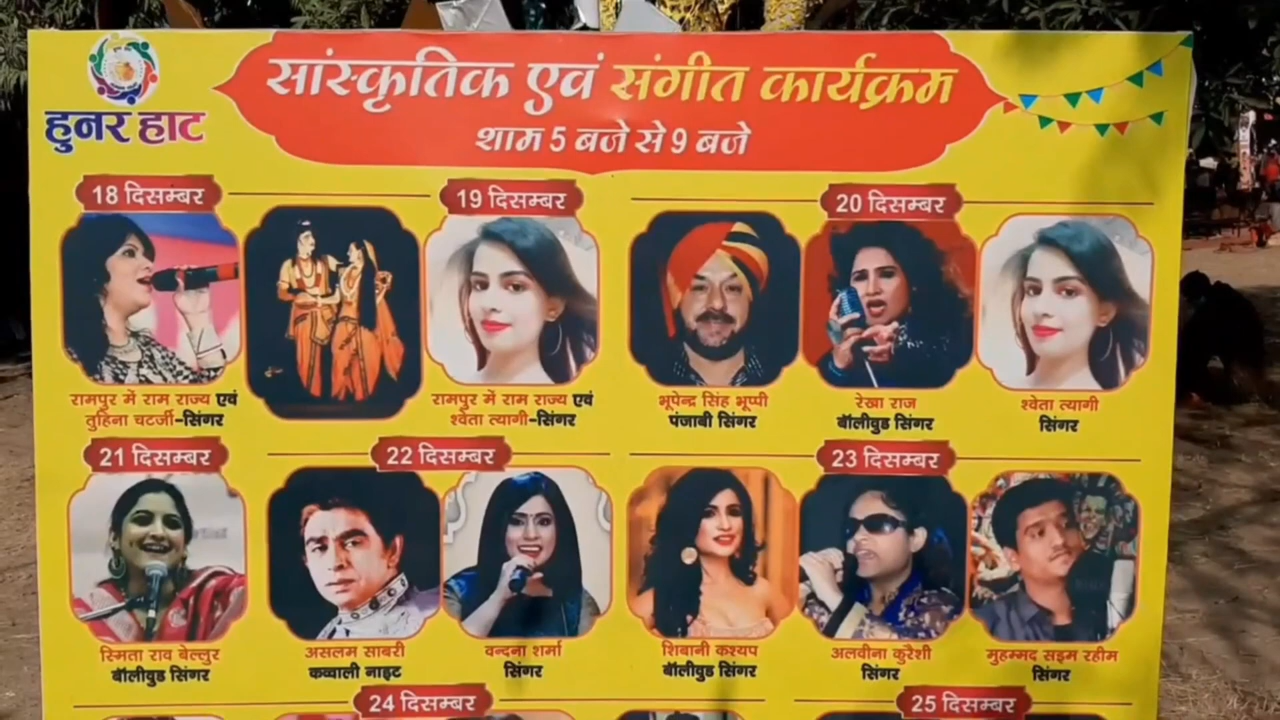 हुनर हाट
सांस्कृतिक एवं संगीत कार्यक्रम
शाम 5 बजे से 9 बजे
18 दिसम्बर
19 दिसम्बर
20 दिसम्बर
रामपुर में राम राज्य एवं
तुहिना चटर्जी-सिंगर
रामपुर में राम राज्य एवं
श्वेता त्यागी-सिंगर
भूपेन्द्र सिंह भूप्पी
पंजाबी सिंगर
रेखा राज
बॉलीवुड सिंगर
श्वेता त्यागी
सिंगर
21 दिसम्बर
22 दिसम्बर
23 दिसम्बर
स्मिता राव बेल्लुर
बॉलीवुड सिंगर
असलम साबरी
कव्वाली नाइट
वन्दना शर्मा
सिंगर
शिबानी कश्यप
बॉलीवुड सिंगर
अलवीना कुरैशी
सिंगर
मुहम्मद सइम रहीम
सिंगर
24 दिसम्बर
25 दिसम्बर